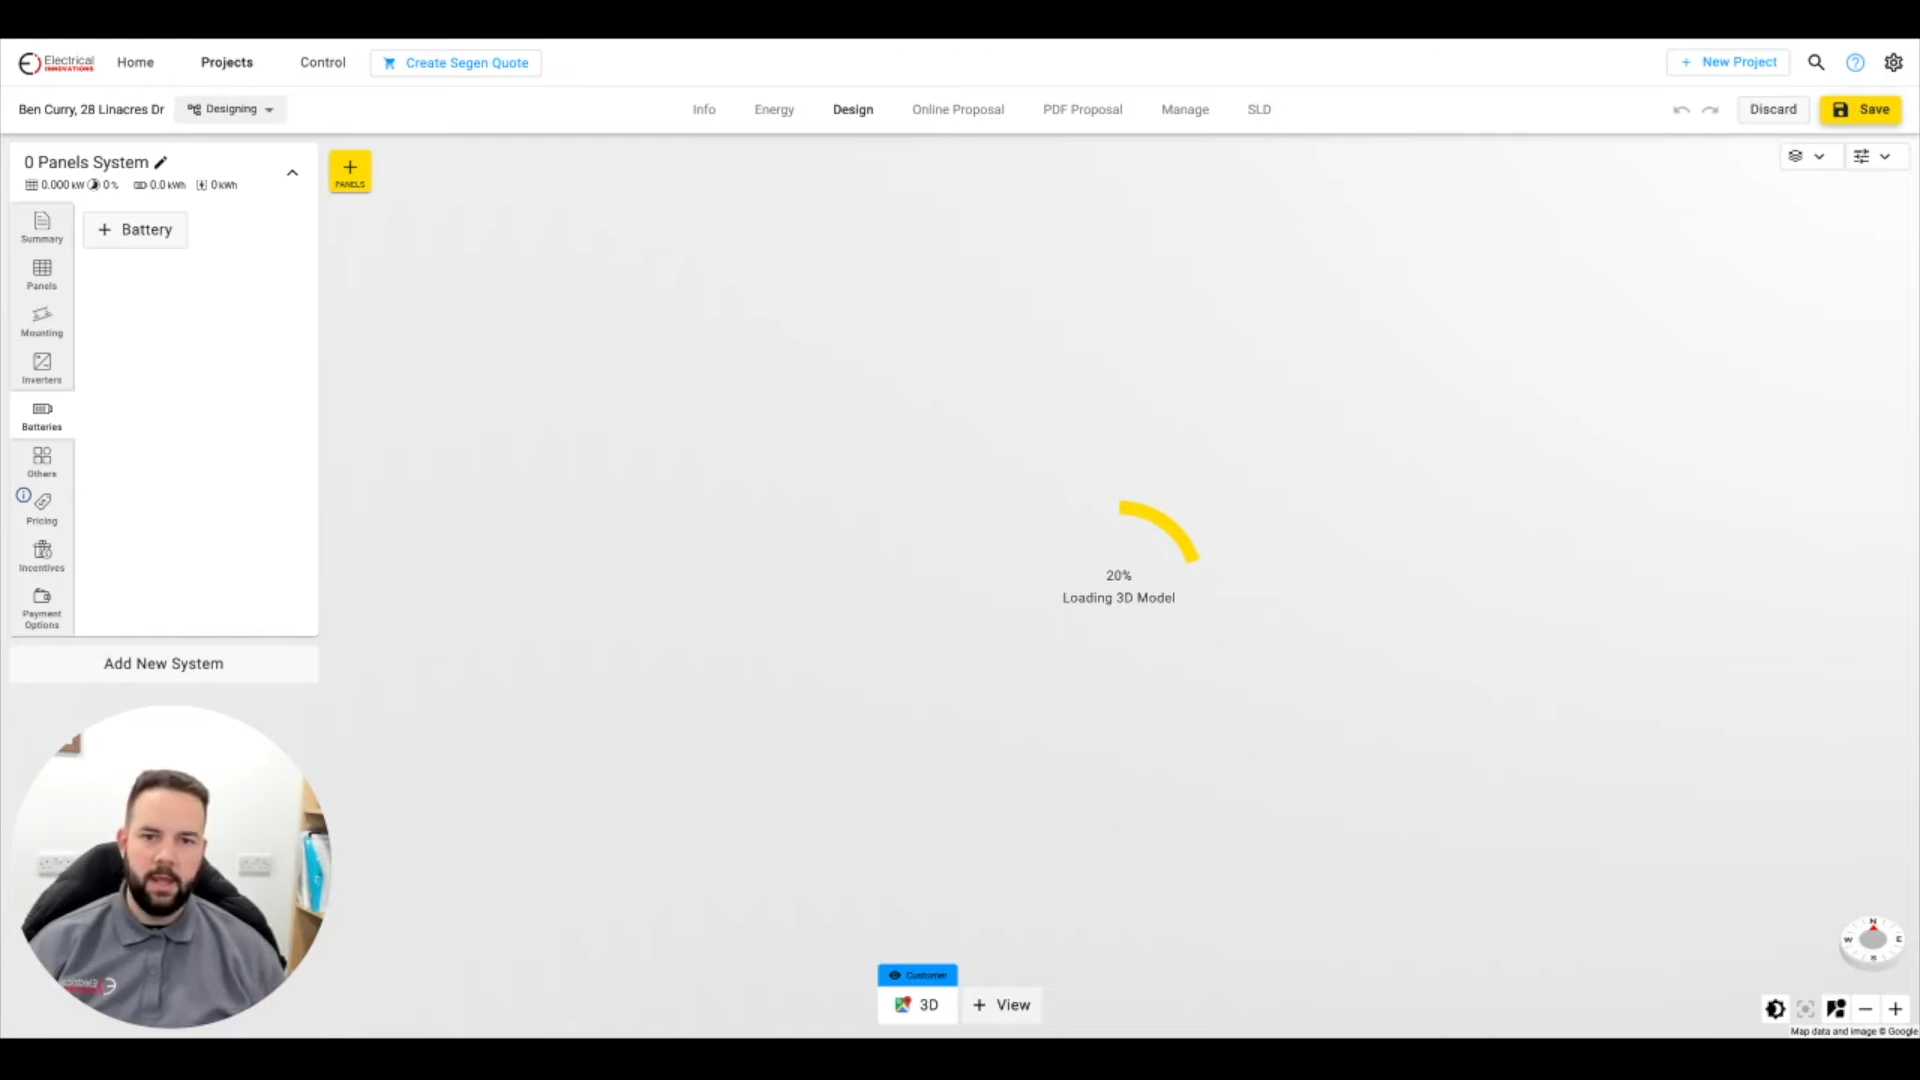 Electrical
INNOVATIONS
Home
Projects
Control
Create Segen Quote
+ New Project
Ben Curry, 28 Linacres Dr
Designing
Info
Energy
Design
Online Proposal
PDF Proposal
Manage
SLD
Discard
Save
0 Panels System
0.000 kW
0 %
0.0 kWh
0 kWh
+ PANELS
Summary
+ Battery
Panels
Mounting
Inverters
Batteries
Others
Pricing
Incentives
Payment
Options
Add New System
20%
Loading 3D Model
Customer
3D
+ View
N
W
E
S
Map data and image © Google